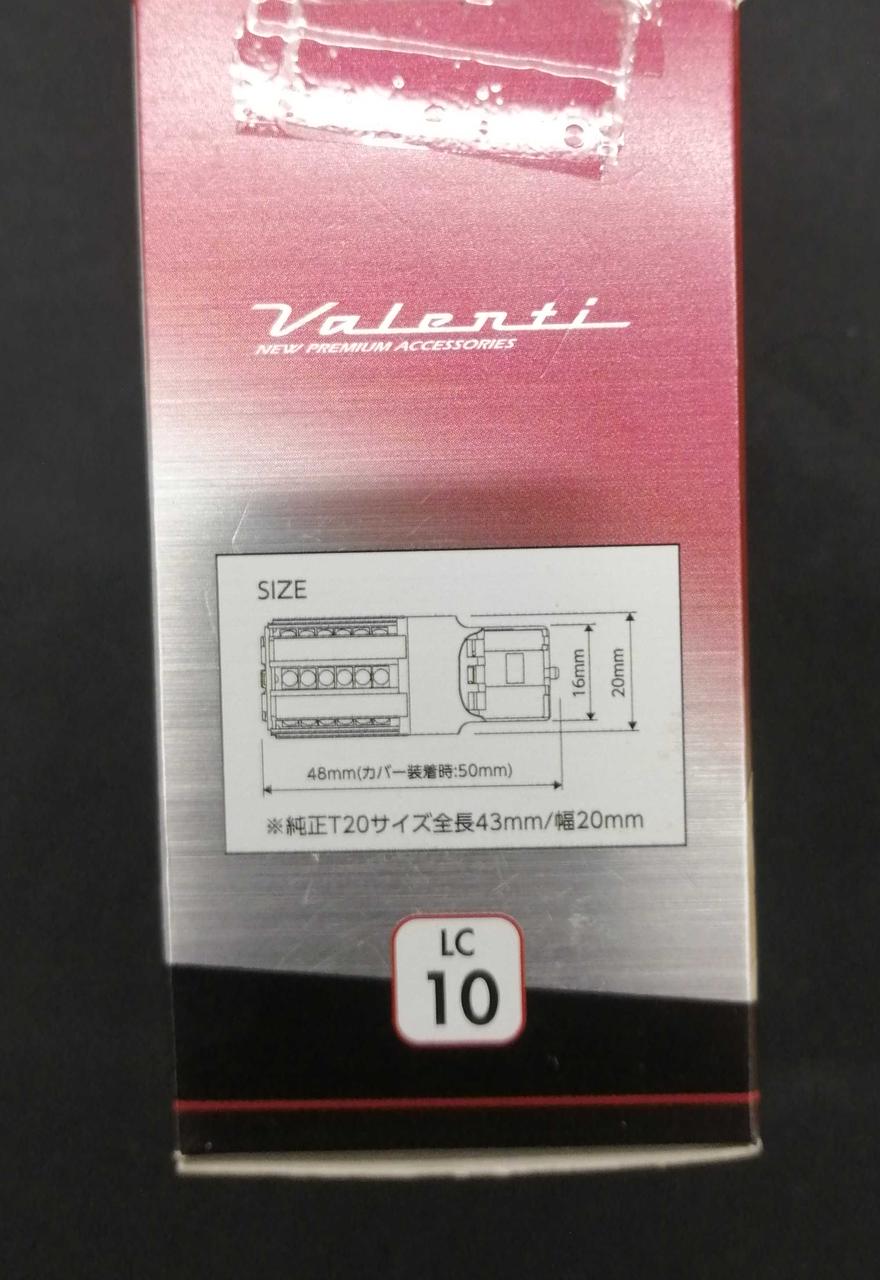 Valenti
NEW PREMIUM ACCESSORIES
SIZE
16mm
20mm
48mm(カバー装着時:50mm)
※純正T20サイズ全長43mm/幅20mm
LC
10